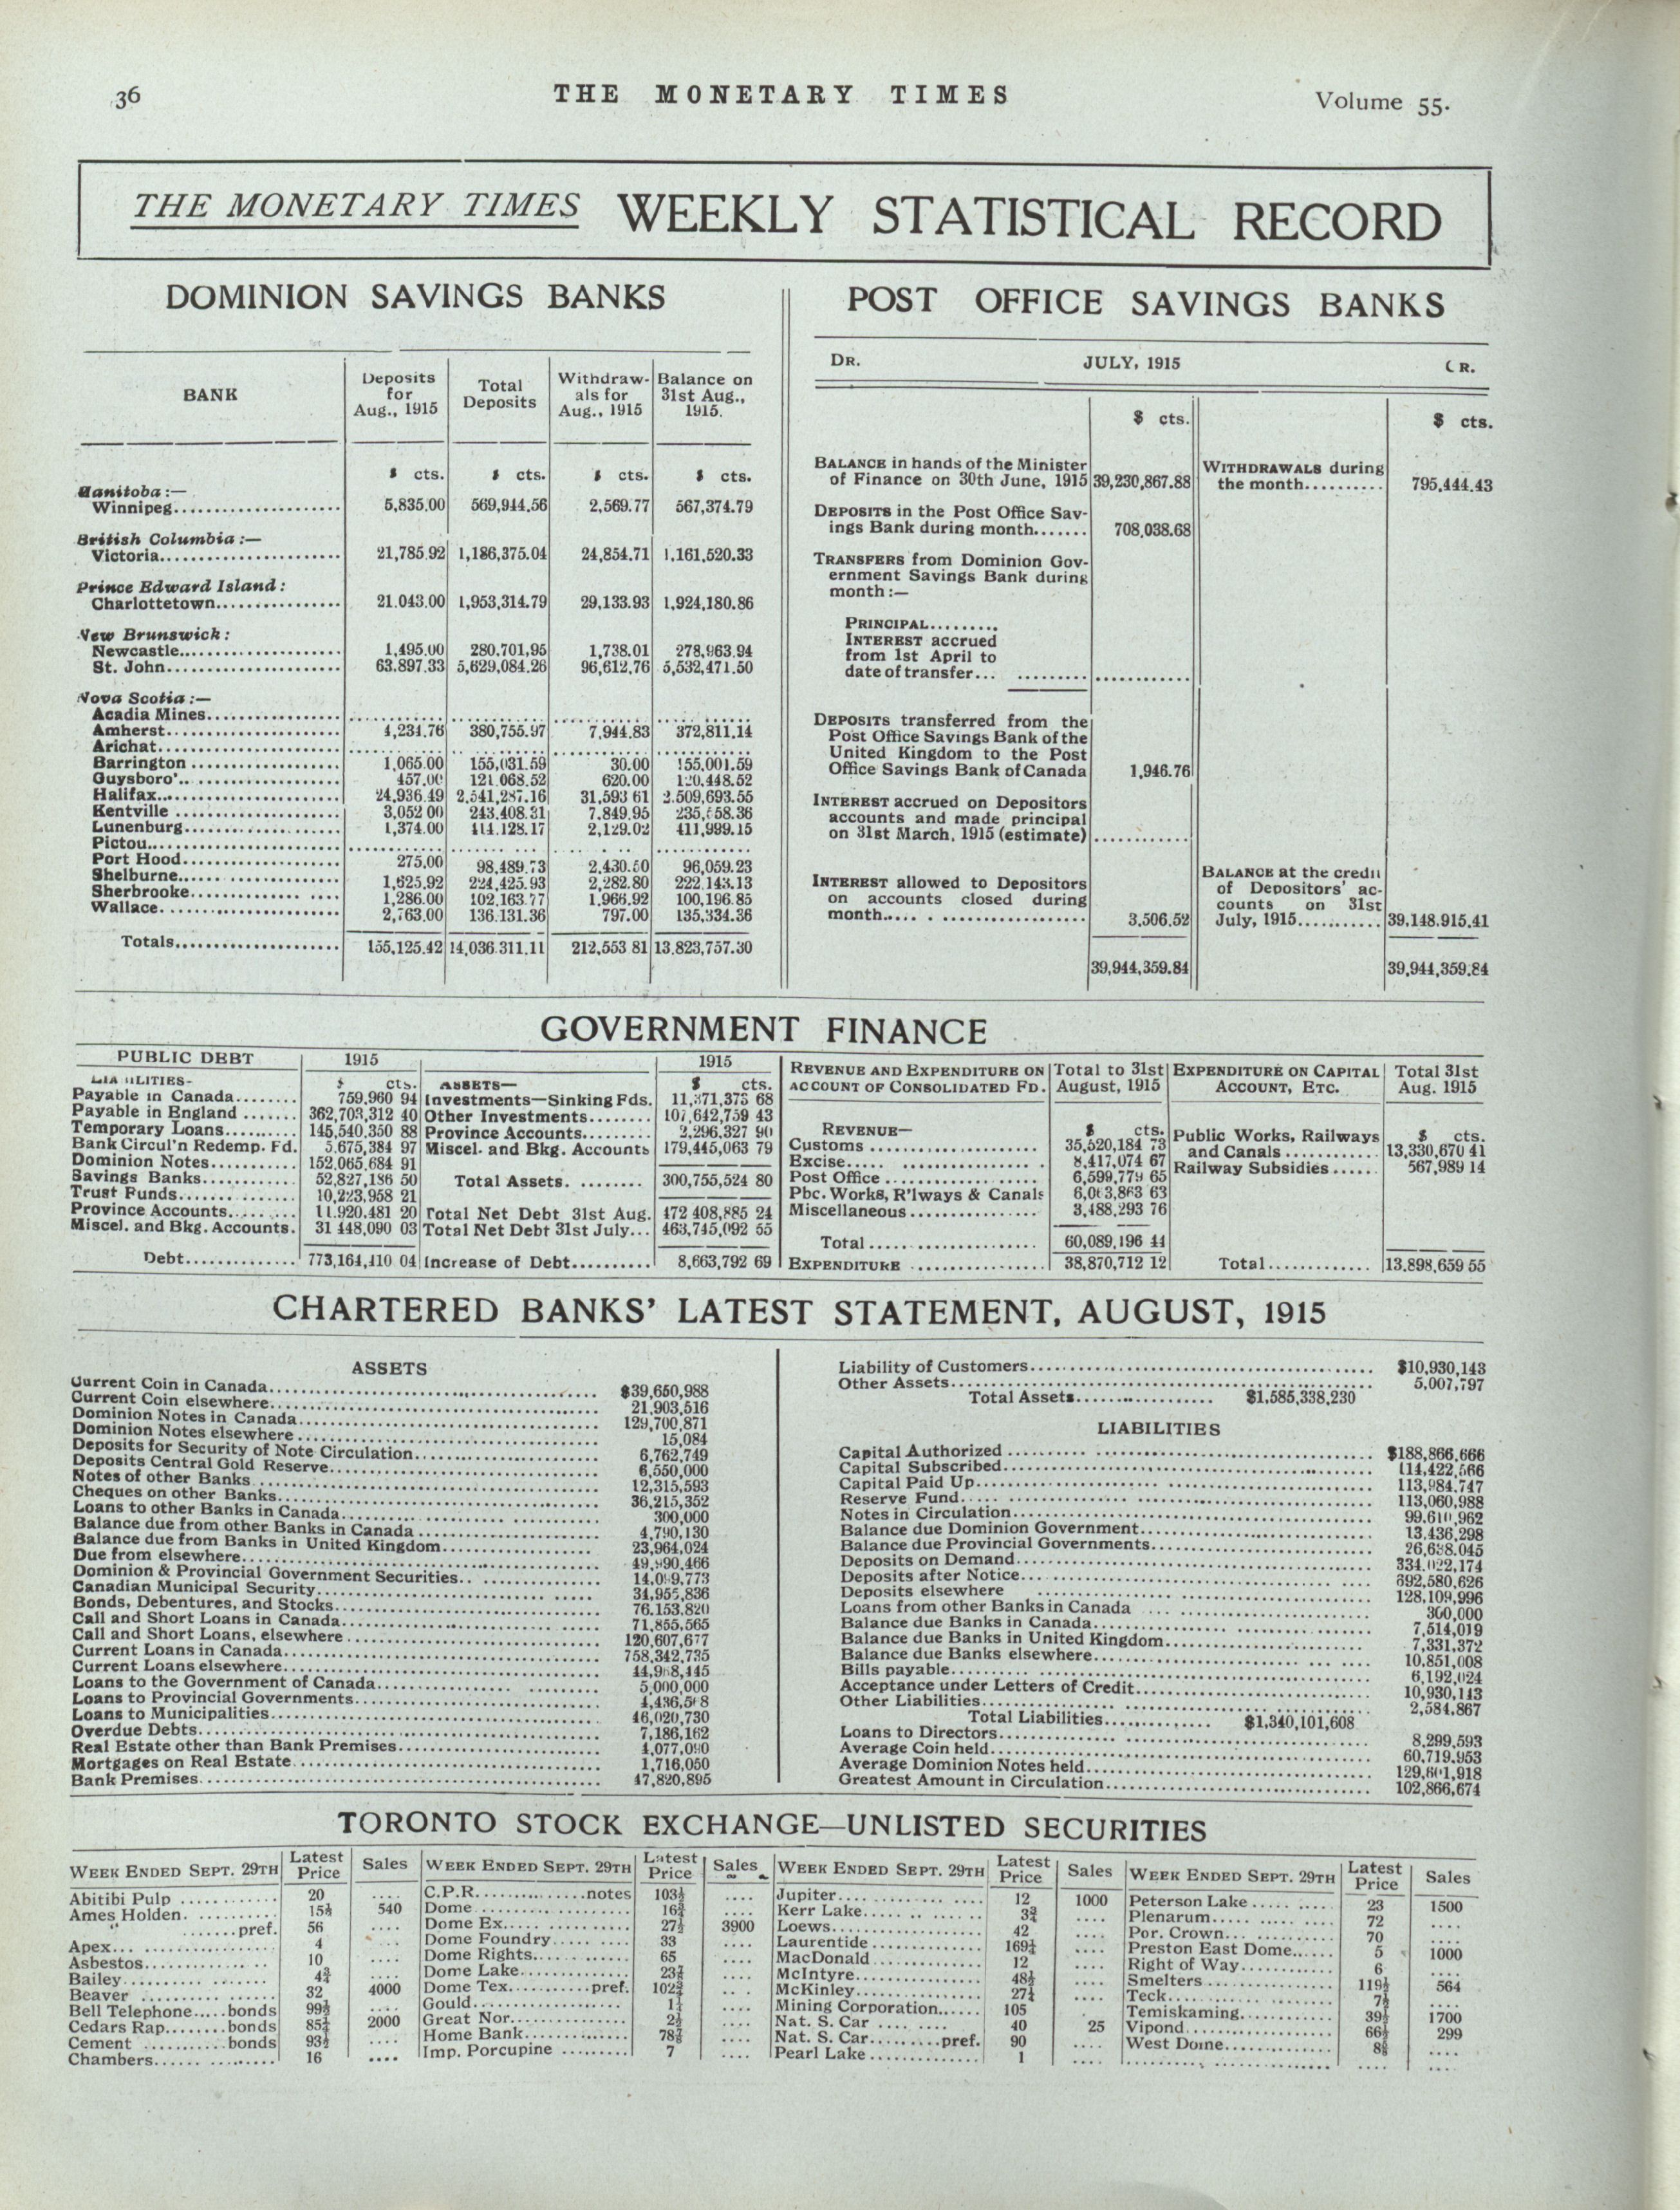 36
THE MONETARY TIMES
Volume 55.
THE MONETARY TIMES WEEKLY STATISTICAL RECORD
DOMINION SAVINGS BANKS
BANK | Deposits for Aug., 1915 | Total Deposits | Withdrawals for Aug., 1915 | Balance on 31st Aug., 1915.
$ cts. | $ cts. | $ cts. | $ cts.
Manitoba:—
Winnipeg.... 5,835.00 569,944.56 2,569.77 567,374.79
British Columbia:—
Victoria.... 21,785.92 1,186,375.04 24,854.71 1,161,520.33
Prince Edward Island:
Charlottetown.... 21.043.00 1,953,314.79 29,133.93 1,924,180.86
New Brunswick:
Newcastle.... 1,495.00 280.701,95 1,738.01 278,963.94
St. John.... 63.897.33 5,629,084.26 96,612.76 5,532,471.50
Nova Scotia:—
Acadia Mines....
Amherst.... 4,234.76 380,755.97 7,944.83 372,811.14
Arichat....
Barrington.... 1,065.00 155,031.59 30.00 155,001.59
Guysboro'.... 457.00 121.068.52 620.00 120.448.52
Halifax.... 24,936.49 2.541,287.16 31,593 61 2.509,693.55
Kentville.... 3,052 00 243.408.31 7.849.95 235,558.36
Lunenburg.... 1,374.00 414.128.17 2,129.02 411,999.15
Pictou....
Port Hood.... 275.00 98.489.73 2,430.50 96,059.23
Shelburne.... 1,625.92 224,425.93 2,282.80 222.143.13
Sherbrooke.... 1,286.00 102,163.77 1,966.92 100,196.85
Wallace.... 2,763.00 136.131.36 797.00 135,334.36
Totals.... 155,125.42 14,036.311.11 212,553 81 13.823,757.30
POST OFFICE SAVINGS BANKS
DR. JULY, 1915 CR.
$ cts. $ cts.
BALANCE in hands of the Minister
of Finance on 30th June, 1915 39,230,867.88
WITHDRAWALS during
the month.......... 795,444.43
DEPOSITS in the Post Office Sav-
ings Bank during month....... 708,038.68
TRANSFERS from Dominion Gov-
ernment Savings Bank during
month:—
PRINCIPAL.........
INTEREST accrued
from 1st April to
date of transfer...
DEPOSITS transferred from the
Post Office Savings Bank of the
United Kingdom to the Post
Office Savings Bank of Canada 1,946.76
INTEREST accrued on Depositors
accounts and made principal
on 31st March, 1915 (estimate)
INTEREST allowed to Depositors
on accounts closed during
month.... 3,506.52
BALANCE at the credit
of Depositors' ac-
counts on 31st
July, 1915........... 39,148.915.41
39,944,359.84 39,944,359.84
GOVERNMENT FINANCE
PUBLIC DEBT 1915
LIABILITIES- $ cts.
Payable in Canada........ 759,960 94
Payable in England....... 362,703,312 40
Temporary Loans.......... 145,540,350 88
Bank Circul'n Redemp. Fd. 5.675,384 97
Dominion Notes........... 152,065,684 91
Savings Banks............ 52,827,186 50
Trust Funds.............. 10,223,958 21
Province Accounts........ 11.920.481 20
Miscel. and Bkg. Accounts. 31 448,090 03
Debt.............. 773,164,410 04
1915
ASSETS— $ cts.
Investments—Sinking Fds. 11,371,373 68
Other Investments........ 107,642,759 43
Province Accounts......... 2,296,327 90
Miscel. and Bkg. Accounts 179,445,063 79
Total Assets......... 300,755,524 80
Total Net Debt 31st Aug. 472 408,885 24
Total Net Debt 31st July... 463,745,092 55
Increase of Debt.......... 8,663,792 69
REVENUE AND EXPENDITURE ON ACCOUNT OF CONSOLIDATED FD. Total to 31st August, 1915
REVENUE— $ cts.
Customs.... 35,520,184 73
Excise.... 8,417,074 67
Post Office.... 6,599,779 65
Pbc. Works, R'lways & Canals 6,063,863 63
Miscellaneous.... 3,488,293 76
Total.... 60,089,196 44
EXPENDITURE.... 38,870,712 12
EXPENDITURE ON CAPITAL ACCOUNT, ETC. Total 31st Aug. 1915
$ cts.
Public Works, Railways
and Canals............ 13,330,670 41
Railway Subsidies...... 567,989 14
Total............. 13,898,659 55
CHARTERED BANKS' LATEST STATEMENT, AUGUST, 1915
ASSETS
Current Coin in Canada.... $39,650,988
Current Coin elsewhere.... 21,903,516
Dominion Notes in Canada.... 129,700,871
Dominion Notes elsewhere.... 15,084
Deposits for Security of Note Circulation.... 6,762,749
Deposits Central Gold Reserve.... 6,550,000
Notes of other Banks.... 12,315,593
Cheques on other Banks.... 36,215,352
Loans to other Banks in Canada.... 300,000
Balance due from other Banks in Canada.... 4,790,130
Balance due from Banks in United Kingdom.... 23,964,024
Due from elsewhere.... 49,990,466
Dominion & Provincial Government Securities....
Canadian Municipal Security.... 34,955,836
Bonds, Debentures, and Stocks.... 76.153.820
Call and Short Loans in Canada.... 71,855,565
Call and Short Loans, elsewhere.... 120,607,677
Current Loans in Canada.... 758,342,735
Current Loans elsewhere....
Loans to the Government of Canada.... 5,000,000
Loans to Provincial Governments....
Loans to Municipalities.... 46,020,730
Overdue Debts.... 7,186,162
Real Estate other than Bank Premises.... 4,077,090
Mortgages on Real Estate.... 1,716,050
Bank Premises.... 47,820,895
Liability of Customers.... $10,930,143
Other Assets.... 5,007,797
Total Assets.... $1,585,338,230
LIABILITIES
Capital Authorized.... $188,866,666
Capital Subscribed.... 114,422,566
Capital Paid Up.... 113,984,747
Reserve Fund.... 113,060,988
Notes in Circulation.... 99.610,962
Balance due Dominion Government.... 13,436,298
Balance due Provincial Governments....
Deposits on Demand.... 334,022,174
Deposits after Notice.... 692,580,626
Deposits elsewhere.... 128,109,996
Loans from other Banks in Canada.... 300,000
Balance due Banks in Canada.... 7,514,019
Balance due Banks in United Kingdom.... 7,331,372
Balance due Banks elsewhere.... 10,851,008
Bills payable.... 6,192,024
Acceptance under Letters of Credit.... 10,930,143
Other Liabilities.... 2,584.867
Total Liabilities.... $1,340,101,608
Loans to Directors.... 8,299,593
Average Coin held.... 60,719,953
Average Dominion Notes held.... 129,601,918
Greatest Amount in Circulation.... 102,866,674
TORONTO STOCK EXCHANGE—UNLISTED SECURITIES
WEEK ENDED SEPT. 29TH | Latest Price | Sales
Abitibi Pulp.... 20 ....
Ames Holden.... 15½ 540
" ....pref. 56 ....
Apex.... 4 ....
Asbestos.... 10 ....
Bailey.... 4¾ ....
Beaver.... 32 4000
Bell Telephone.....bonds 99½ ....
Cedars Rap........bonds 85¼ 2000
Cement...........bonds 93½ ....
Chambers.... 16 ....
WEEK ENDED SEPT. 29TH | Latest Price | Sales
C.P.R.....notes 103½ ....
Dome.... 16¾ ....
Dome Ex.... 27½ 3900
Dome Foundry.... 33 ....
Dome Rights.... 65 ....
Dome Lake.... 23¾ ....
Dome Tex...........pref. 102¾ ....
Gould.... ....
Great Nor.... 2½ ....
Home Bank.... ....
Imp. Porcupine.... 7 ....
WEEK ENDED SEPT. 29TH | Latest Price | Sales
Jupiter.... 12 1000
Kerr Lake.... 3¾ ....
Loews.... 42 ....
Laurentide.... 169¼ ....
MacDonald.... 12 ....
McIntyre.... 48½ ....
McKinley.... 27¼ ....
Mining Corporation...... 105
Nat. S. Car.... 40 25
Nat. S. Car.........pref. 90 ....
Pearl Lake.... 1 ....
WEEK ENDED SEPT. 29TH | Latest Price | Sales
Peterson Lake.... 23 1500
Plenarum.... 72 ....
Por. Crown.... 70 ....
Preston East Dome...... 5 1000
Right of Way.... 6 ....
Smelters.... 119½ 564
Teck.... 7½ ....
Temiskaming.... 39½ 1700
Vipond.... 66½ 299
West Dome.... ....